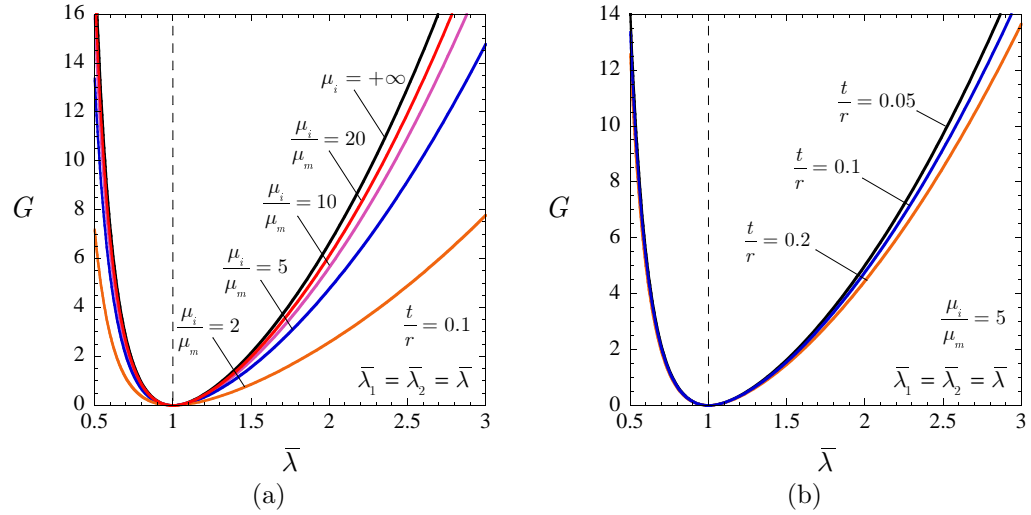 G
16
14
12
10
8
6
4
2
0
μᵢ = +∞
μᵢ/μₘ = 20
μᵢ/μₘ = 10
μᵢ/μₘ = 5
μᵢ/μₘ = 2
t/r = 0.1
λ̄₁ = λ̄₂ = λ̄
0.5 1 1.5 2 2.5 3
λ̄
(a)
G
14
12
10
8
6
4
2
0
t/r = 0.05
t/r = 0.1
t/r = 0.2
μᵢ/μₘ = 5
λ̄₁ = λ̄₂ = λ̄
0.5 1 1.5 2 2.5 3
λ̄
(b)